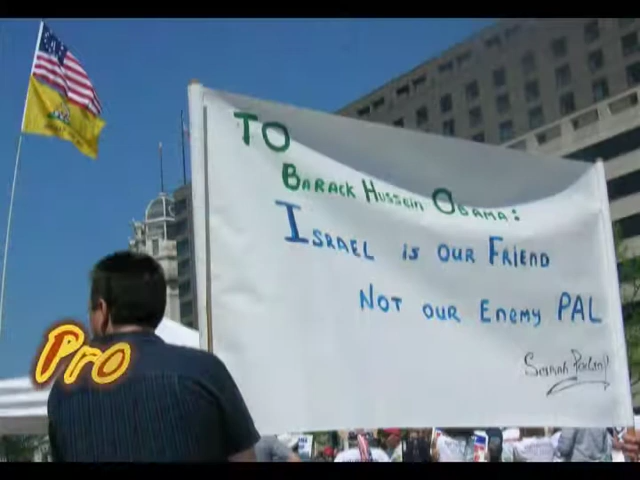 TO
BARACK HUSSEIN OBAMA:
ISRAEL IS OUR FRIEND
NOT OUR ENEMY PAL
Pro